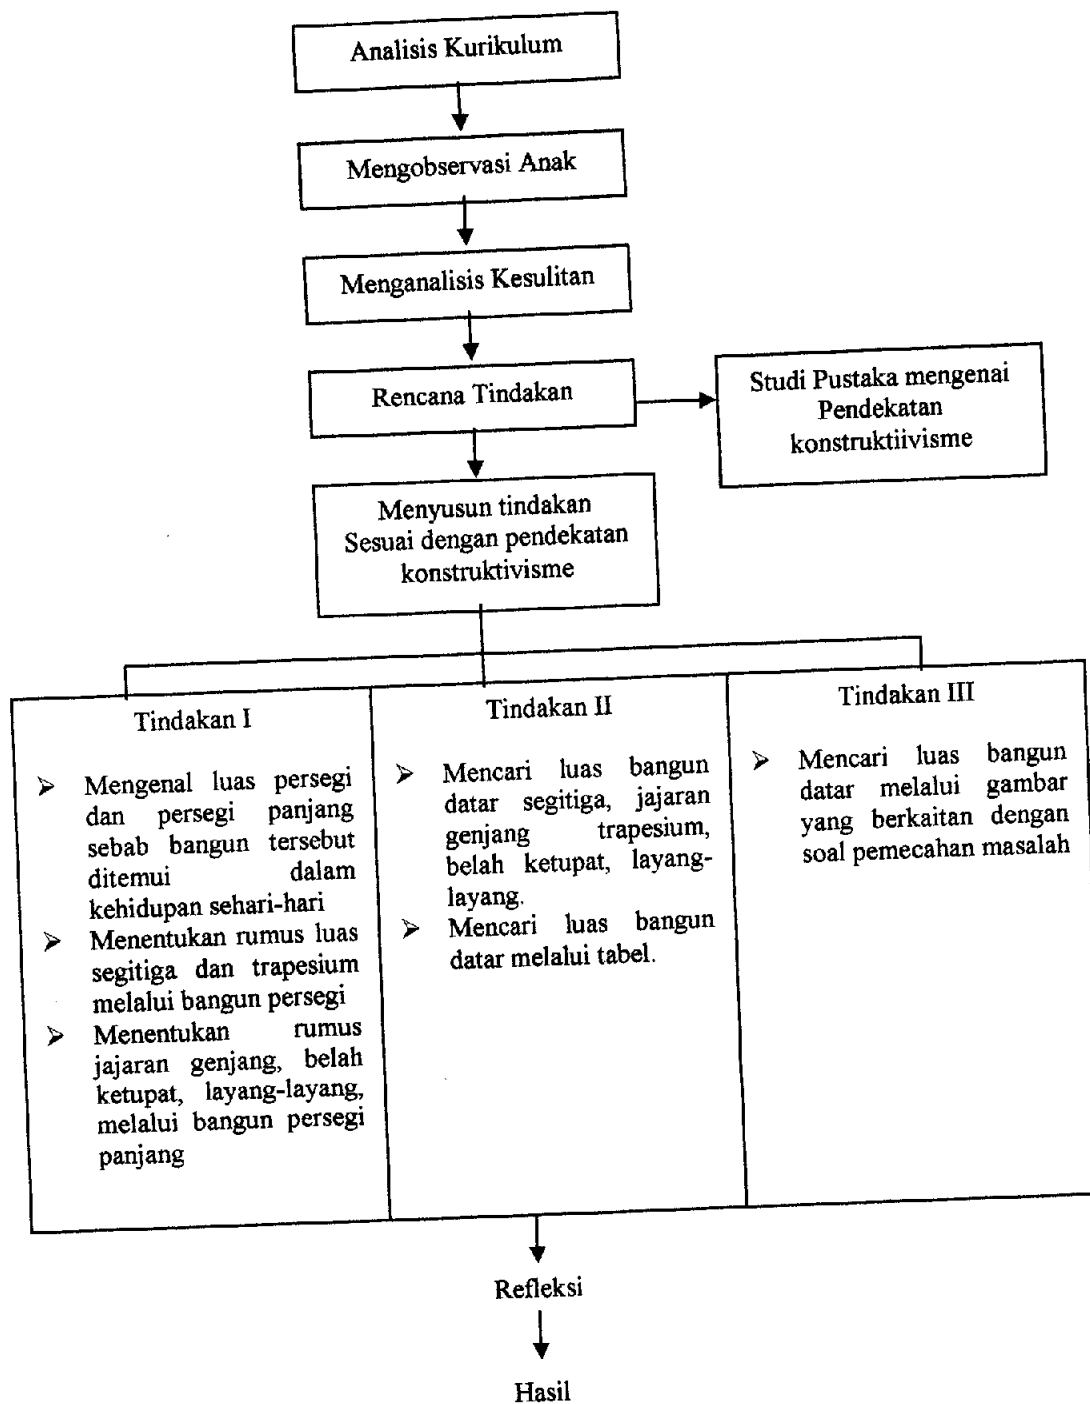 Analisis Kurikulum
Mengobservasi Anak
Menganalisis Kesulitan
Rencana Tindakan
Studi Pustaka mengenai
Pendekatan
konstruktiivisme
Menyusun tindakan
Sesuai dengan pendekatan
konstruktivisme
Tindakan I
➢ Mengenal luas persegi
dan persegi panjang
sebab bangun tersebut
ditemui dalam
kehidupan sehari-hari
➢ Menentukan rumus luas
segitiga dan trapesium
melalui bangun persegi
➢ Menentukan rumus
jajaran genjang, belah
ketupat, layang-layang,
melalui bangun persegi
panjang
Tindakan II
➢ Mencari luas bangun
datar segitiga, jajaran
genjang trapesium,
belah ketupat, layang-
layang.
➢ Mencari luas bangun
datar melalui tabel.
Tindakan III
➢ Mencari luas bangun
datar melalui gambar
yang berkaitan dengan
soal pemecahan masalah
Refleksi
Hasil